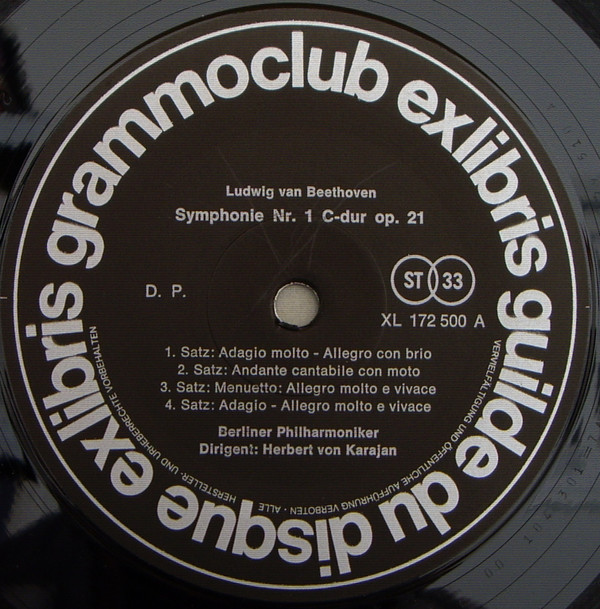 grammoclub exlibris guilde du disque exlibris
Ludwig van Beethoven
Symphonie Nr. 1 C-dur op. 21
D. P.
ST 33
XL 172 500 A
1. Satz: Adagio molto - Allegro con brio
2. Satz: Andante cantabile con moto
3. Satz: Menuetto: Allegro molto e vivace
4. Satz: Adagio - Allegro molto e vivace
Berliner Philharmoniker
Dirigent: Herbert von Karajan
ALLE HERSTELLER- UND URHEBERRECHTE VORBEHALTEN · VERVIELFÄLTIGUNG UND ÖFFENTLICHE AUFFÜHRUNG VERBOTEN